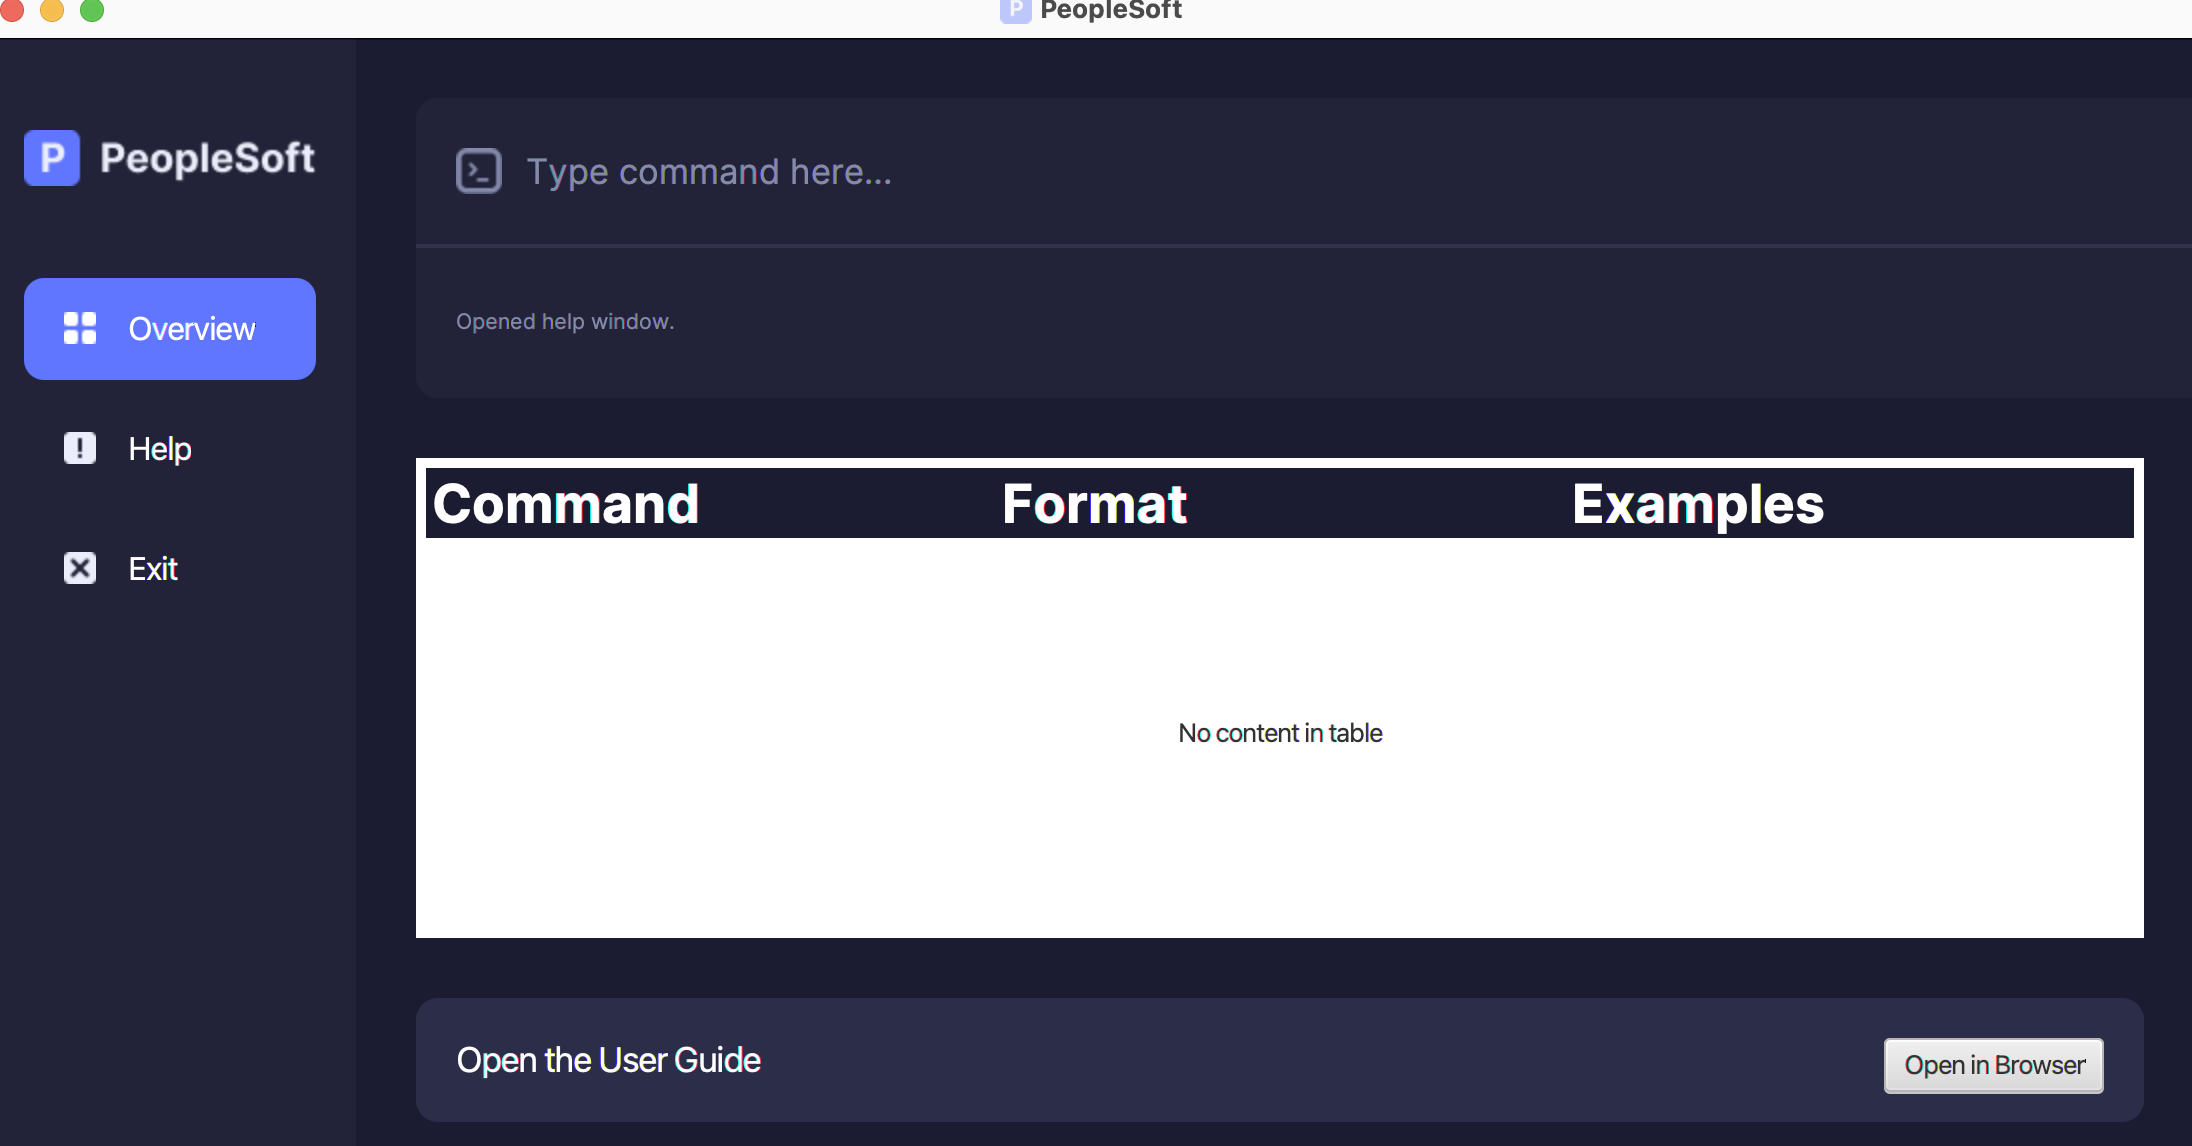 PeopleSoft
P PeopleSoft
Type command here...
Opened help window.
Overview
Help
Exit
Command Format Examples
No content in table
Open the User Guide
Open in Browser